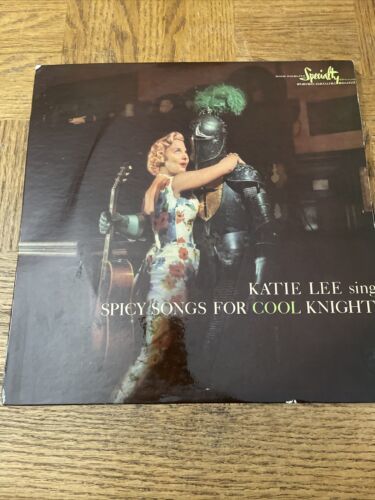 Specialty
KATIE LEE sing
SPICY SONGS FOR COOL KNIGHT